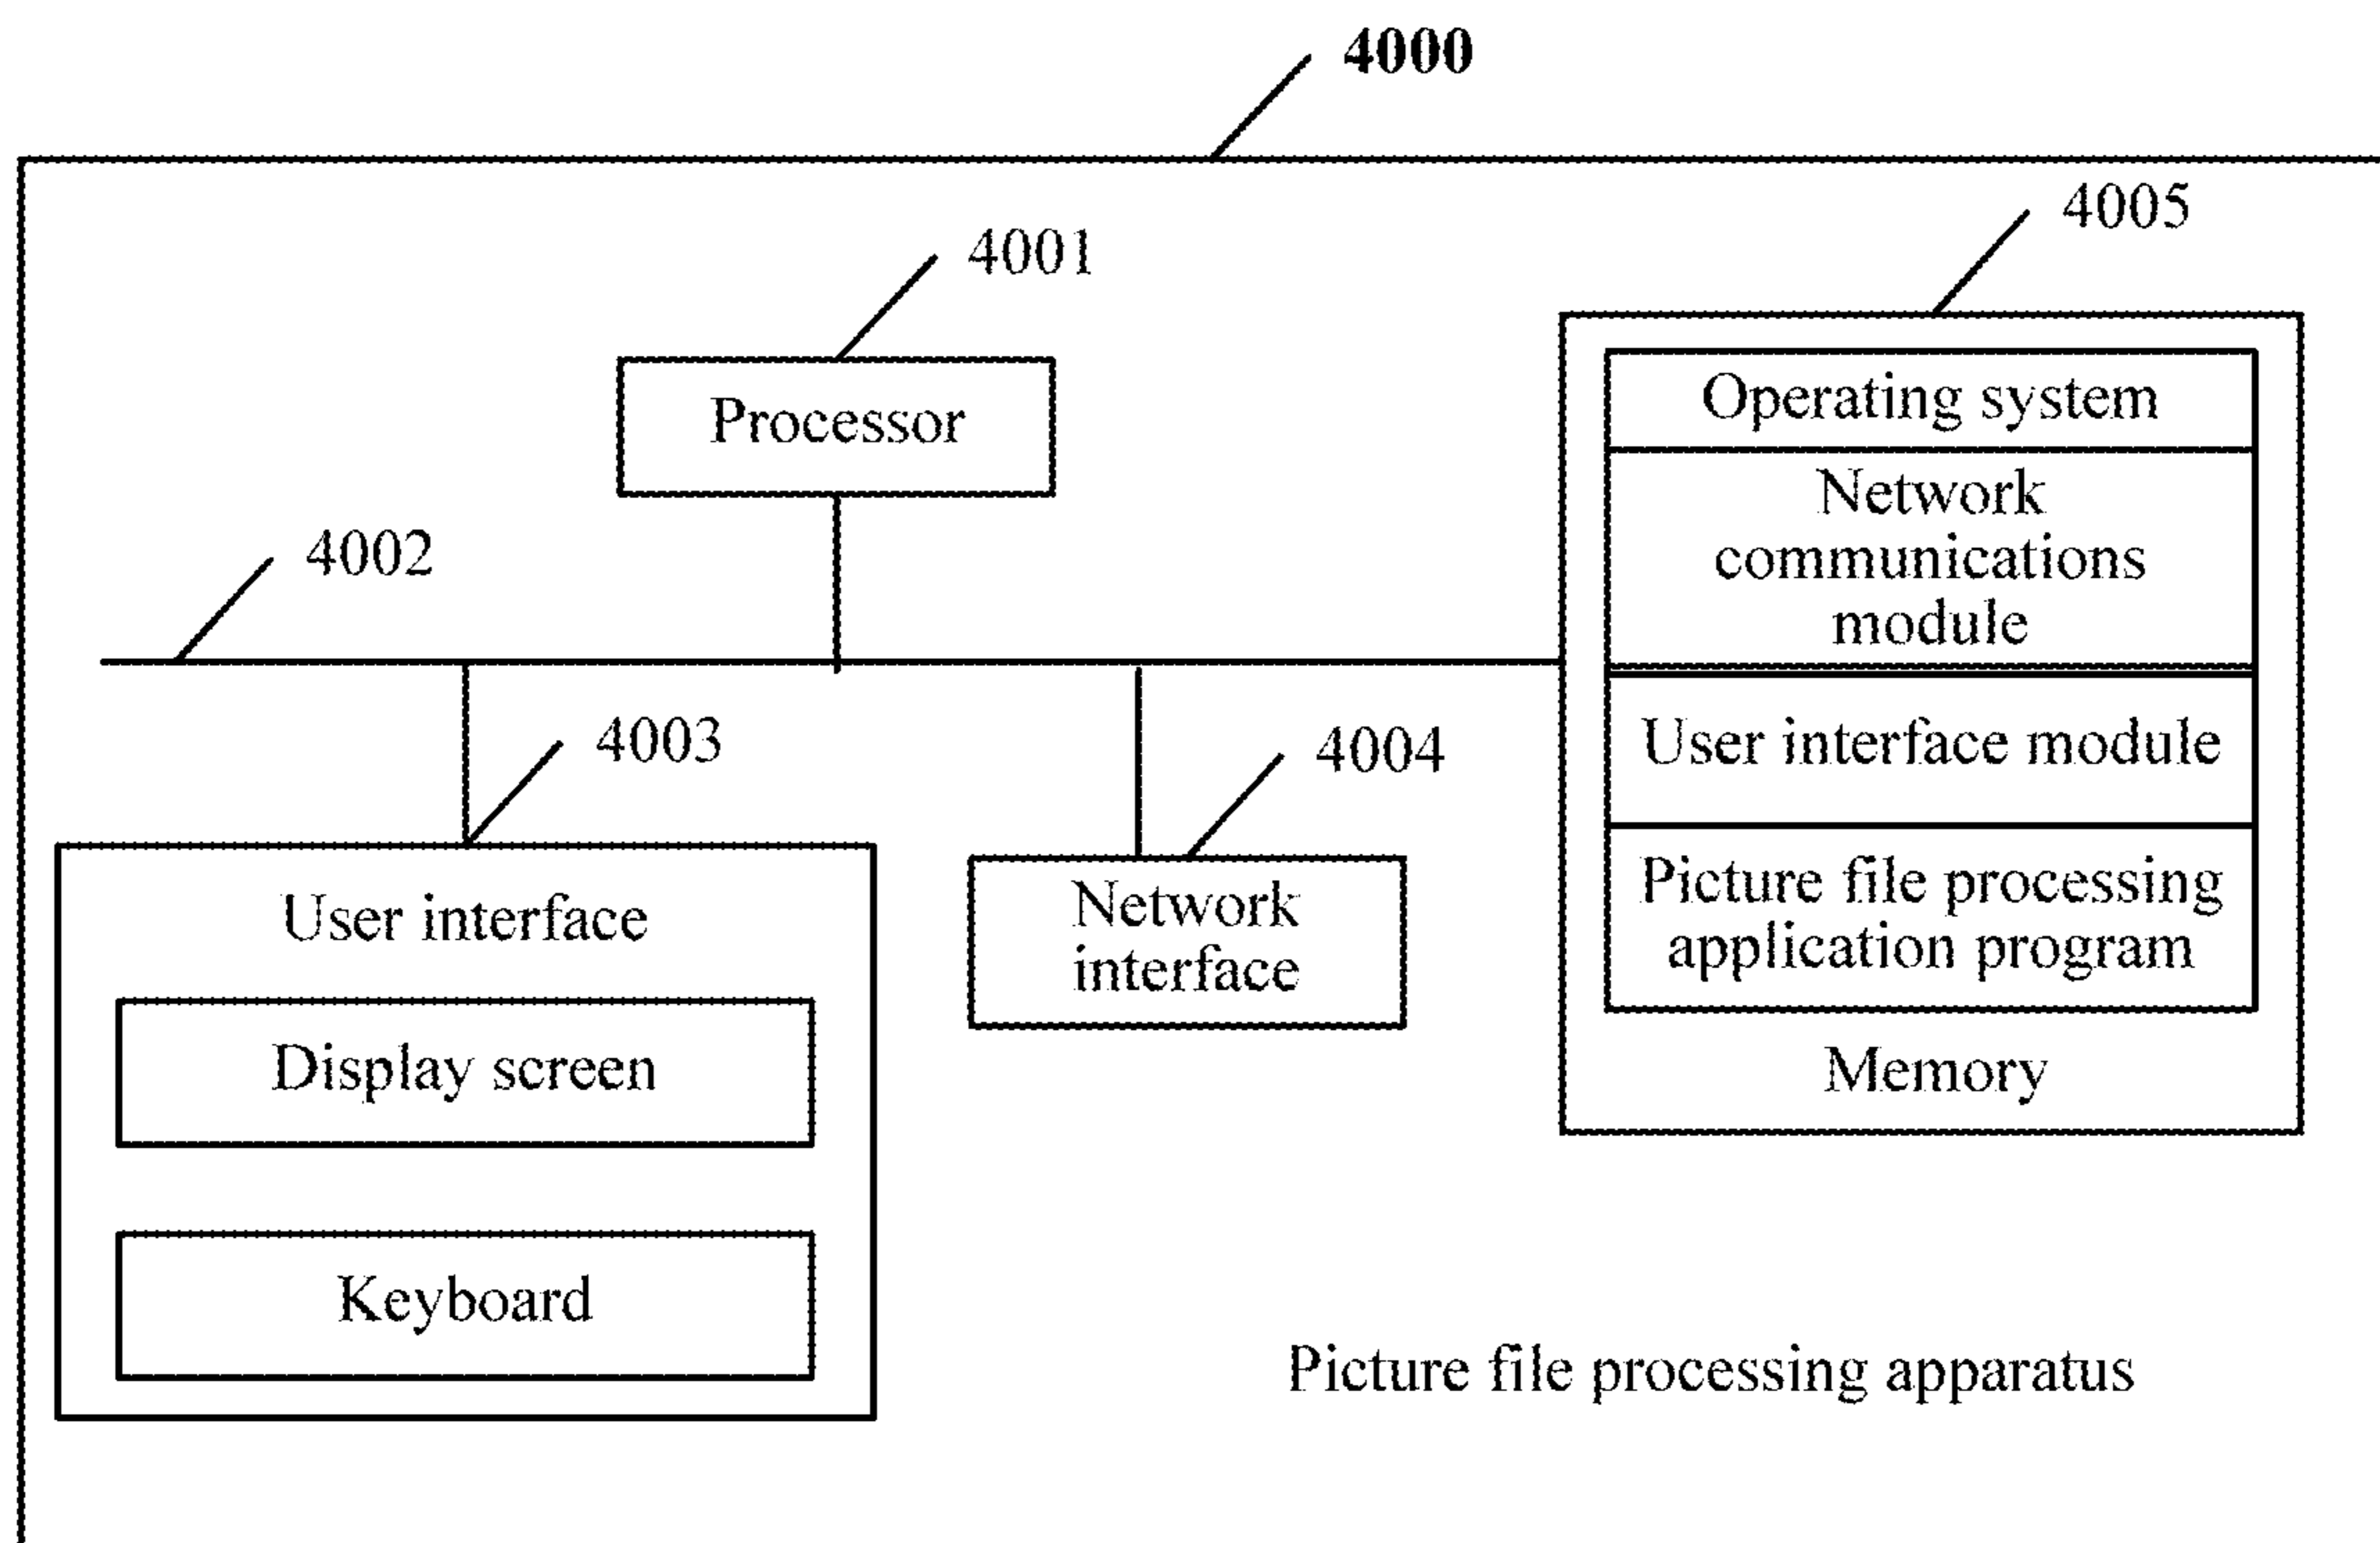 4000
4005
4001
Processor
Operating system
Network
communications
module
4002
User interface module
4003
4004
Picture file processing
application program
Memory
User interface
Display screen
Keyboard
Network
interface
Picture file processing apparatus